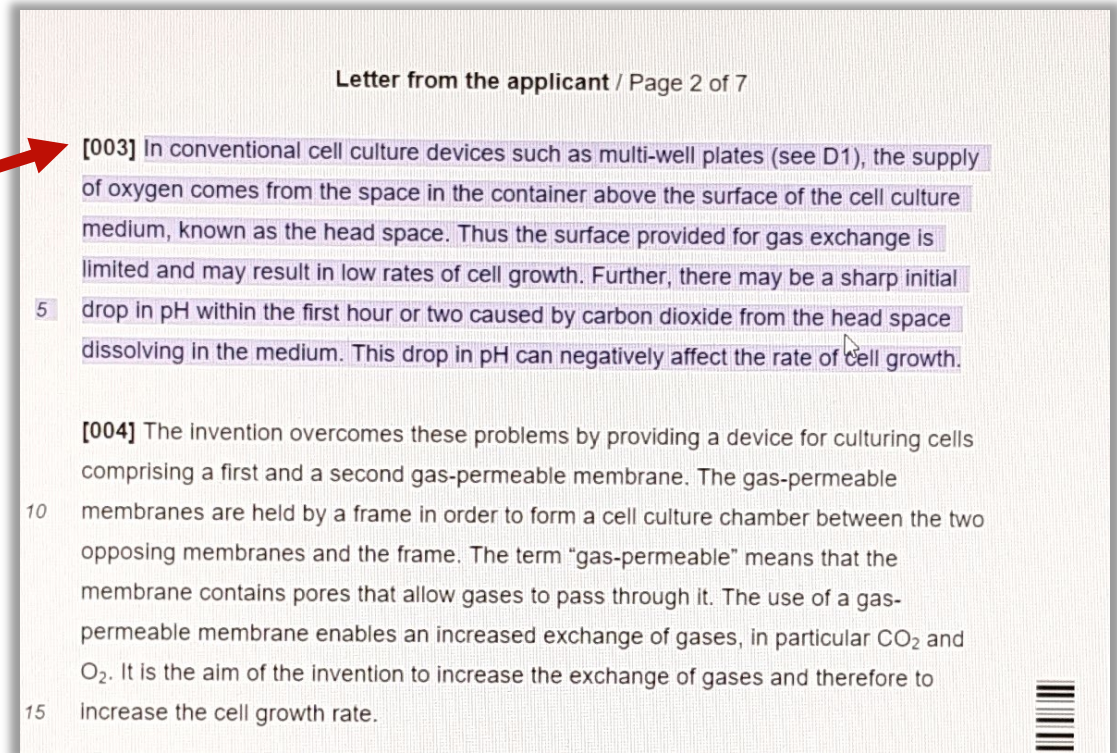 Letter from the applicant / Page 2 of 7
[003] In conventional cell culture devices such as multi-well plates (see D1), the supply
of oxygen comes from the space in the container above the surface of the cell culture
medium, known as the head space. Thus the surface provided for gas exchange is
limited and may result in low rates of cell growth. Further, there may be a sharp initial
5 drop in pH within the first hour or two caused by carbon dioxide from the head space
dissolving in the medium. This drop in pH can negatively affect the rate of cell growth.
[004] The invention overcomes these problems by providing a device for culturing cells
comprising a first and a second gas-permeable membrane. The gas-permeable
10 membranes are held by a frame in order to form a cell culture chamber between the two
opposing membranes and the frame. The term “gas-permeable” means that the
membrane contains pores that allow gases to pass through it. The use of a gas-
permeable membrane enables an increased exchange of gases, in particular CO₂ and
O₂. It is the aim of the invention to increase the exchange of gases and therefore to
15 increase the cell growth rate.